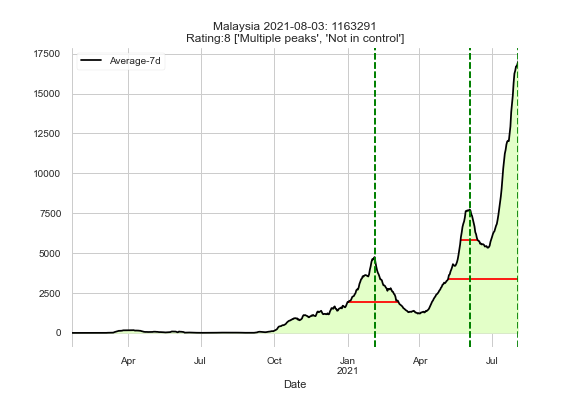 Malaysia 2021-08-03: 1163291
Rating:8 ['Multiple peaks', 'Not in control']
Average-7d
17500
15000
12500
10000
7500
5000
2500
0
Apr
Jul
Oct
Jan
2021
Apr
Jul
Date